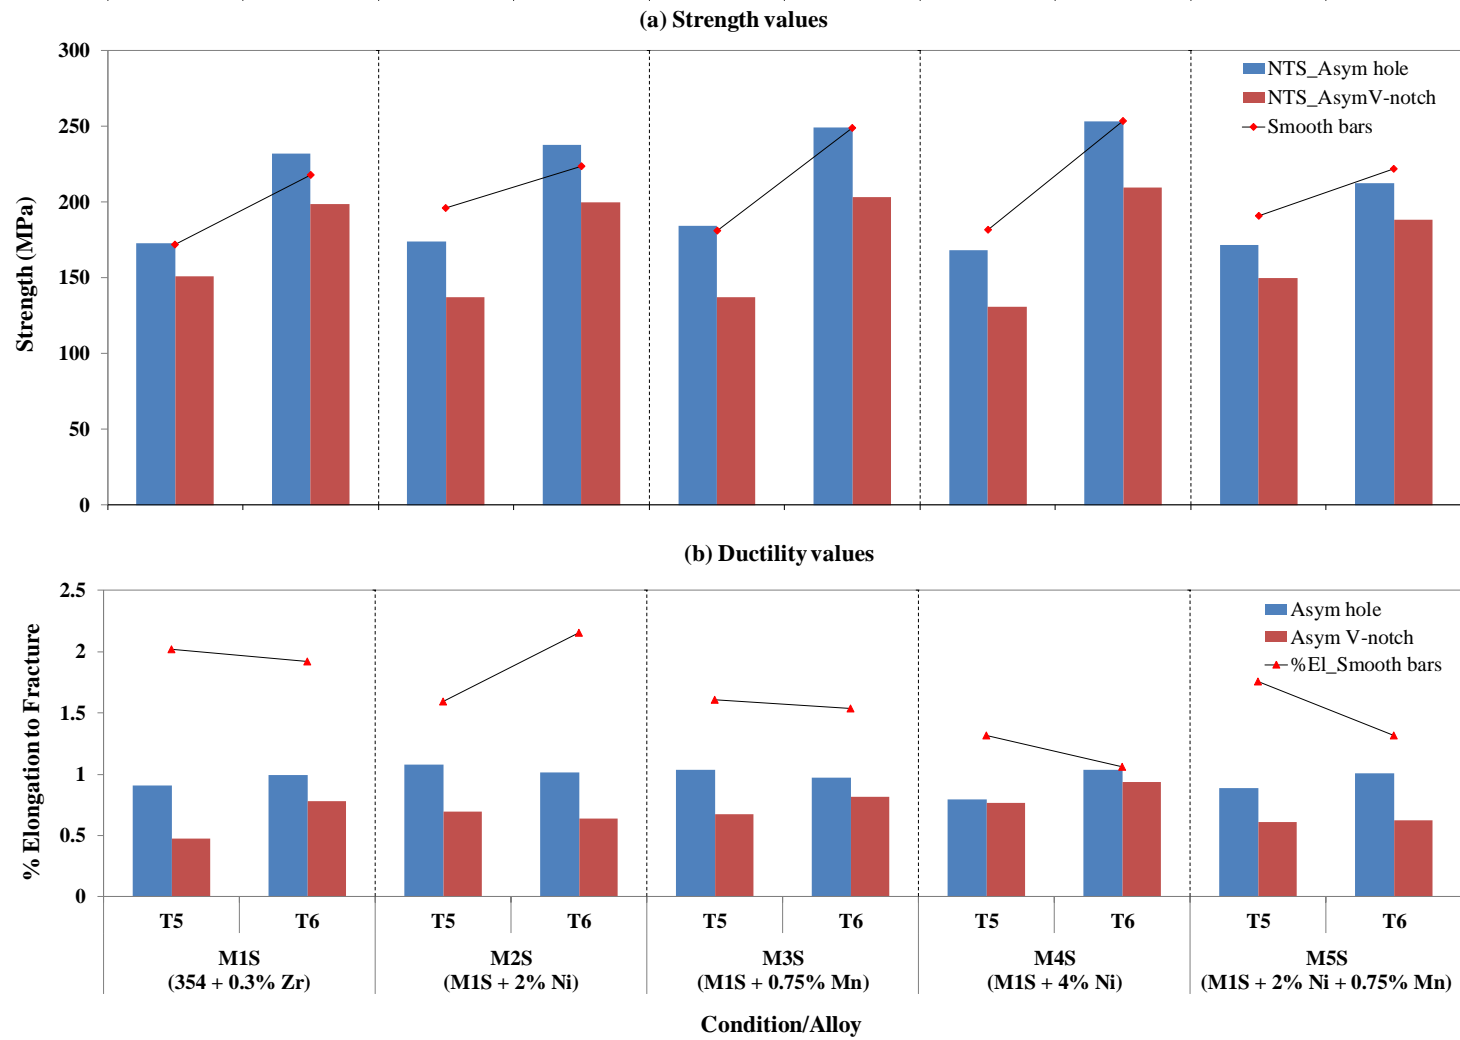 (a) Strength values
300
250
200
150
100
50
0
Strength (MPa)
NTS_Asym hole
NTS_AsymV-notch
Smooth bars
(b) Ductility values
2.5
2
1.5
1
0.5
0
% Elongation to Fracture
Asym hole
Asym V-notch
%El_Smooth bars
T5 T6 T5 T6 T5 T6 T5 T6 T5 T6
M1S M2S M3S M4S M5S
(354 + 0.3% Zr) (M1S + 2% Ni) (M1S + 0.75% Mn) (M1S + 4% Ni) (M1S + 2% Ni + 0.75% Mn)
Condition/Alloy